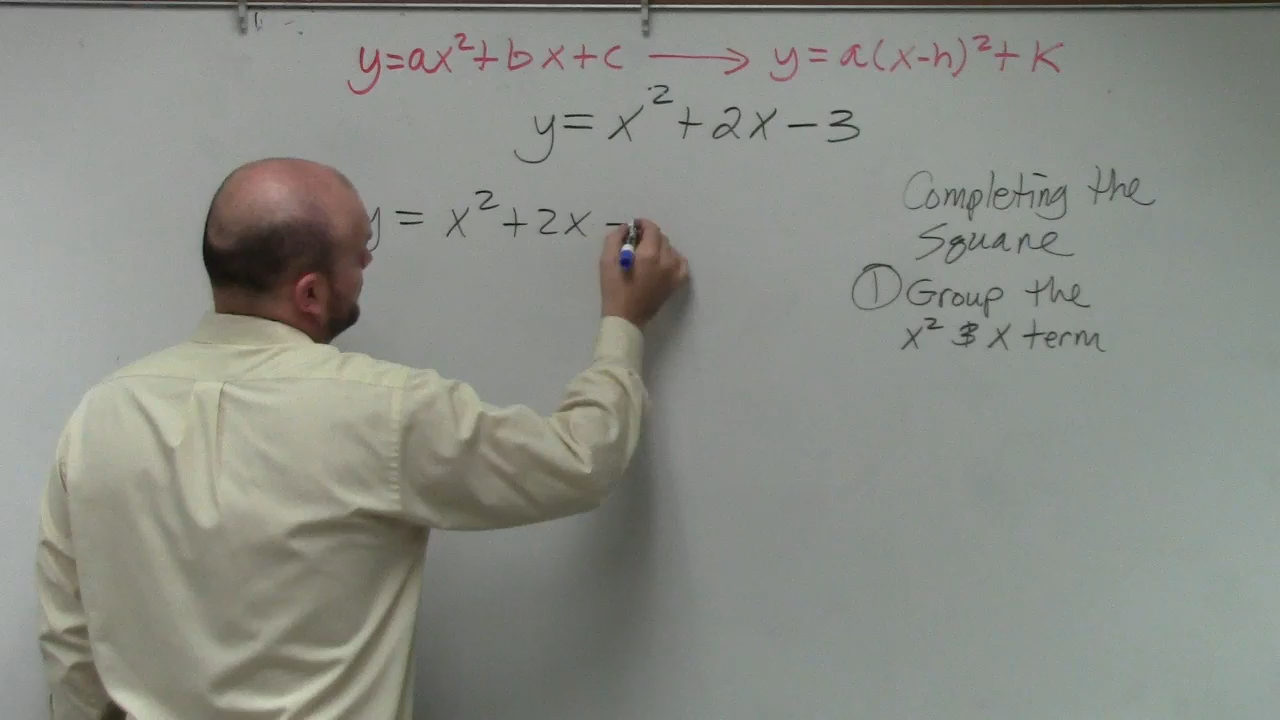 y=ax²+bx+c ⟶ y=a(x-h)²+K
y=x²+2x-3
y=x²+2x-
Completing the
Square
① Group the
x² & x term